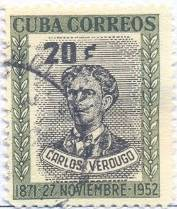 CUBA CORREOS
20 ¢
CARLOS VERDUGO
1871-27 NOVIEMBRE-1952